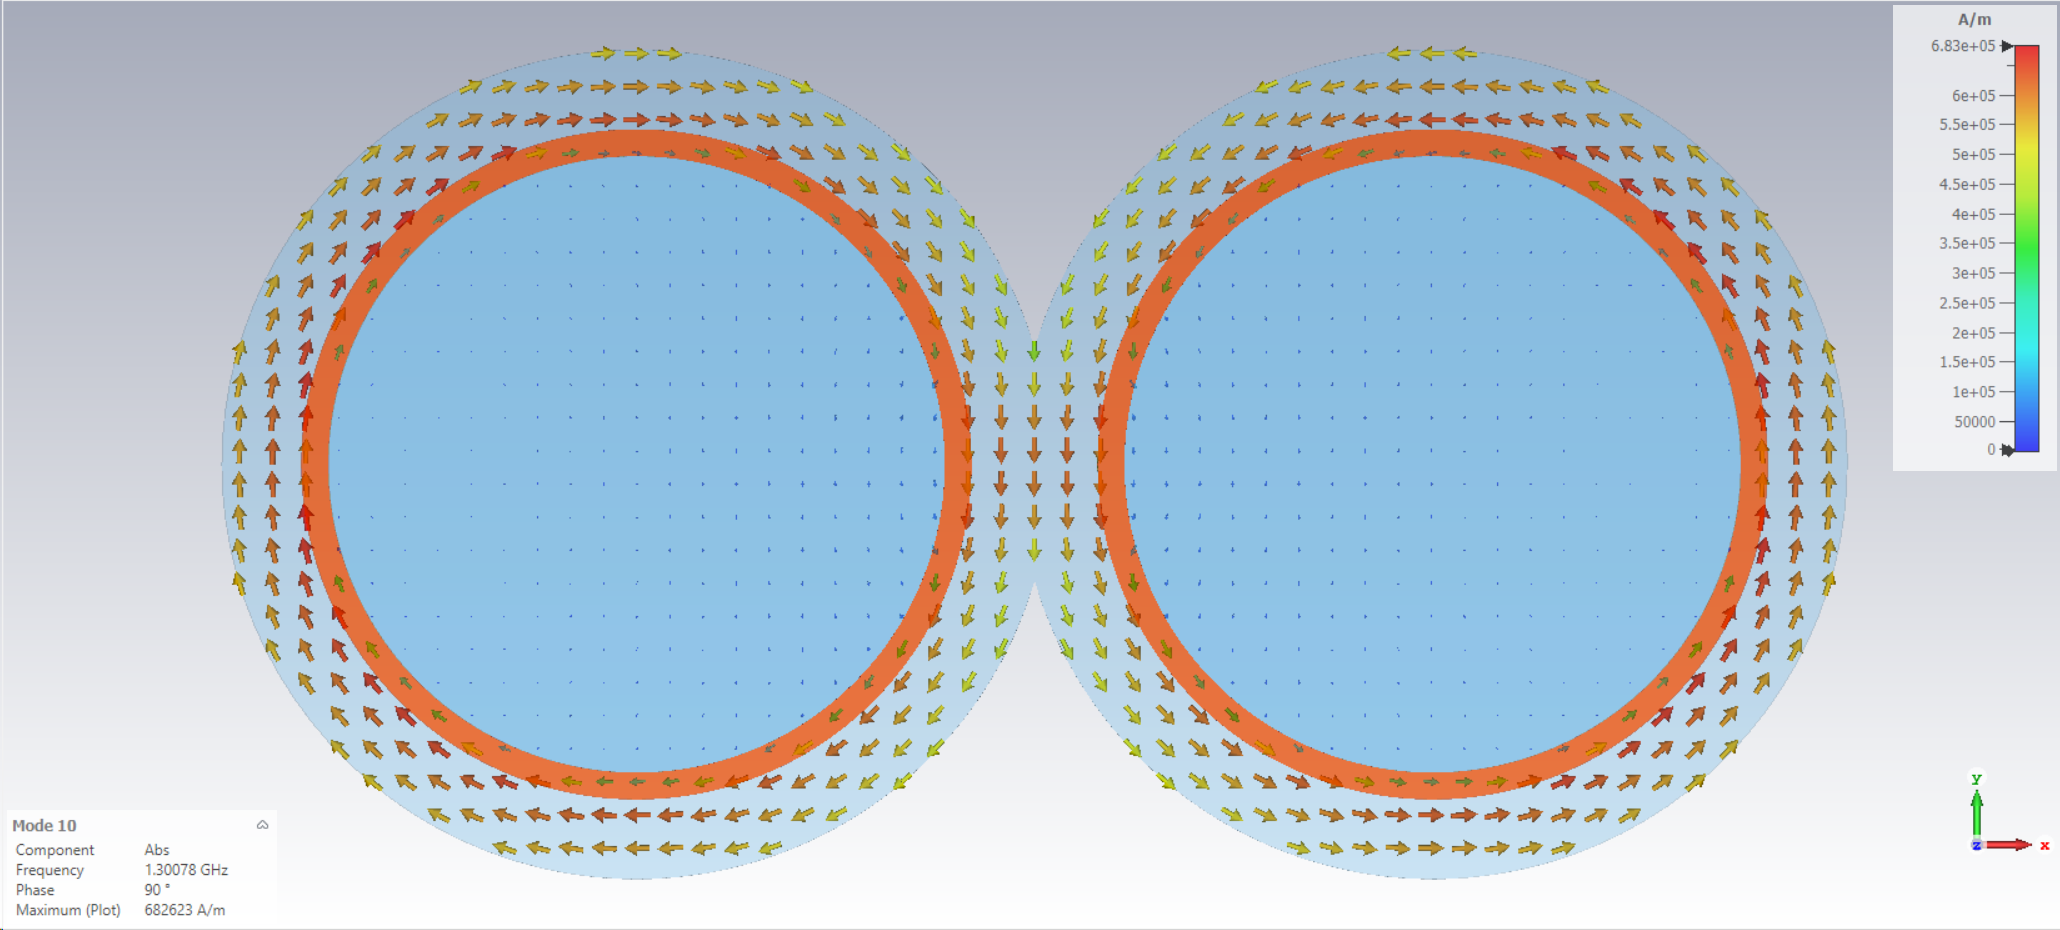 A/m
6.83e+05
6e+05
5.5e+05
5e+05
4.5e+05
4e+05
3.5e+05
3e+05
2.5e+05
2e+05
1.5e+05
1e+05
50000
0
Mode 10
Component Abs
Frequency 1.30078 GHz
Phase 90 °
Maximum (Plot) 682623 A/m
y
z x